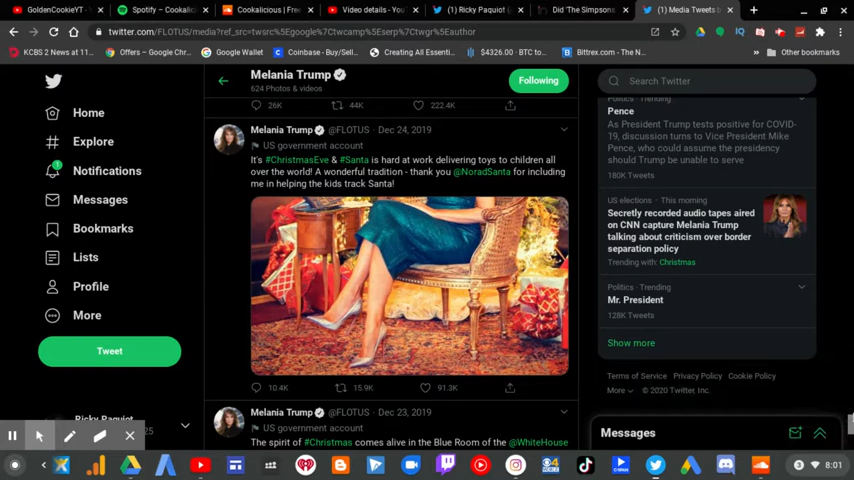 GoldenCookieYT - V
Spotify – Cookali
Cookalicious | Free
Video details - You
(1) Ricky Paquiot (
Did 'The Simpsons
(1) Media Tweets b
twitter.com/FLOTUS/media?ref_src=twsrc%5Egoogle%7Ctwcamp%5Eserp%7Ctwgr%5Eauthor
KCBS 2 News at 11...
Offers – Google Chr...
Google Wallet
Coinbase - Buy/Sell...
Creating All Essenti...
$4326.00 - BTC to...
Bittrex.com - The N...
Other bookmarks
Home
Explore
1
Notifications
Messages
Bookmarks
Lists
Profile
More
Tweet
Ricky Paquiot
25
Melania Trump
624 Photos & videos
Following
26K 44K 222.4K
Melania Trump @FLOTUS · Dec 24, 2019
US government account
It's #ChristmasEve & #Santa is hard at work delivering toys to children all
over the world! A wonderful tradition - thank you @NoradSanta for including
me in helping the kids track Santa!
10.4K 15.9K 91.3K
Melania Trump @FLOTUS · Dec 23, 2019
US government account
The spirit of #Christmas comes alive in the Blue Room of the @WhiteHouse
Search Twitter
Politics · Trending
Pence
As President Trump tests positive for COVID-
19, discussion turns to Vice President Mike
Pence, who could assume the presidency
should Trump be unable to serve
180K Tweets
US elections · This morning
Secretly recorded audio tapes aired
on CNN capture Melania Trump
talking about criticism over border
separation policy
Trending with: Christmas
Politics · Trending
Mr. President
128K Tweets
Show more
Terms of Service Privacy Policy Cookie Policy
More © 2020 Twitter, Inc.
Messages
3 8:01